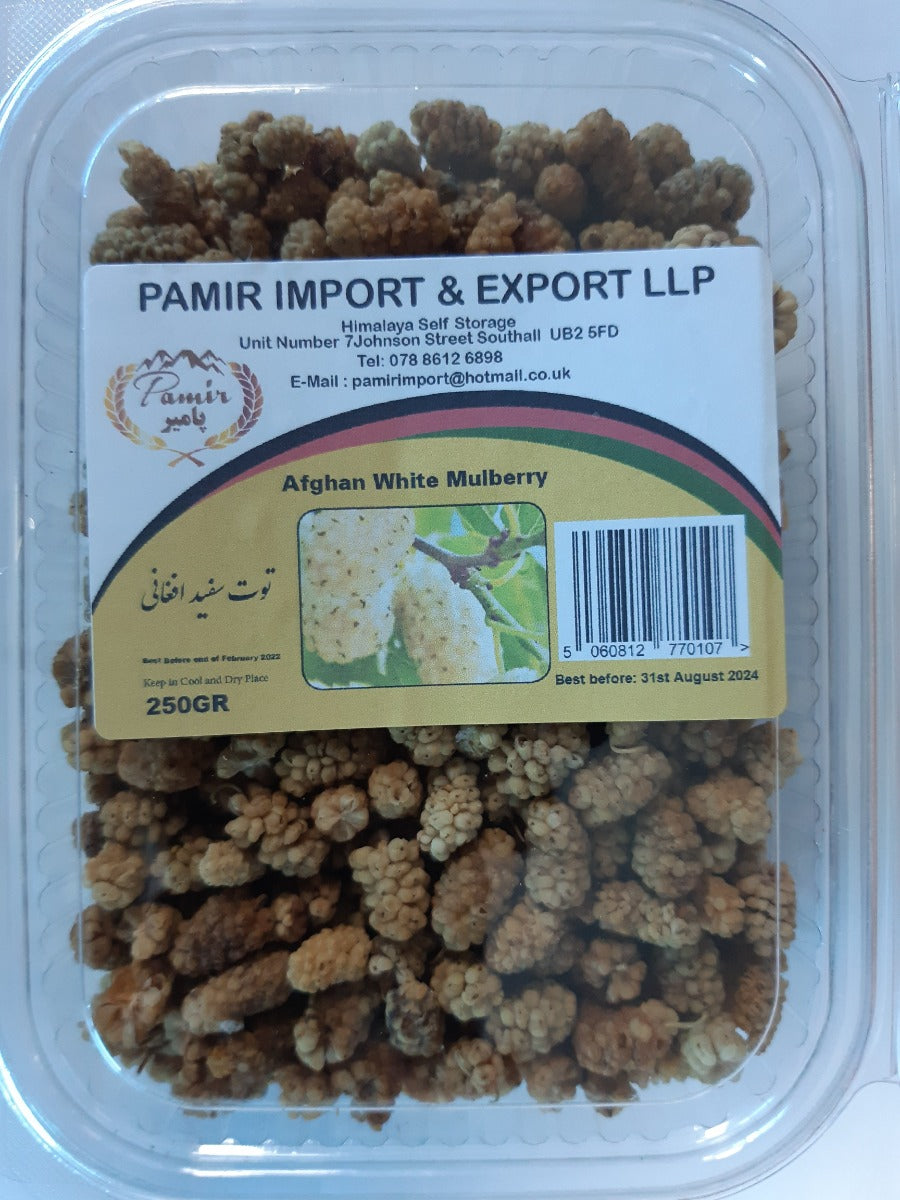 PAMIR IMPORT & EXPORT LLP
Himalaya Self Storage
Unit Number 7Johnson Street Southall UB2 5FD
Tel: 078 8612 6898
E-Mail : pamirimport@hotmail.co.uk
Pamir
پامیر
Afghan White Mulberry
توت سفید افغانی
5 060812 770107 >
Best Before end of February 2022
Keep in Cool and Dry Place
250GR
Best before: 31st August 2024